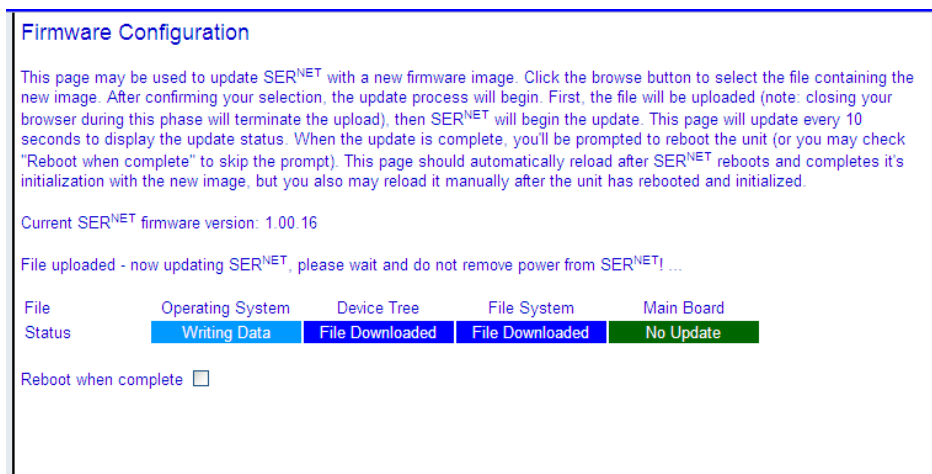 Firmware Configuration
This page may be used to update SERNET with a new firmware image. Click the browse button to select the file containing the
new image. After confirming your selection, the update process will begin. First, the file will be uploaded (note: closing your
browser during this phase will terminate the upload), then SERNET will begin the update. This page will update every 10
seconds to display the update status. When the update is complete, you'll be prompted to reboot the unit (or you may check
"Reboot when complete" to skip the prompt). This page should automatically reload after SERNET reboots and completes it's
initialization with the new image, but you also may reload it manually after the unit has rebooted and initialized.
Current SERNET firmware version: 1.00.16
File uploaded - now updating SERNET, please wait and do not remove power from SERNET! ...
File Operating System Device Tree File System Main Board
Status Writing Data File Downloaded File Downloaded No Update
Reboot when complete